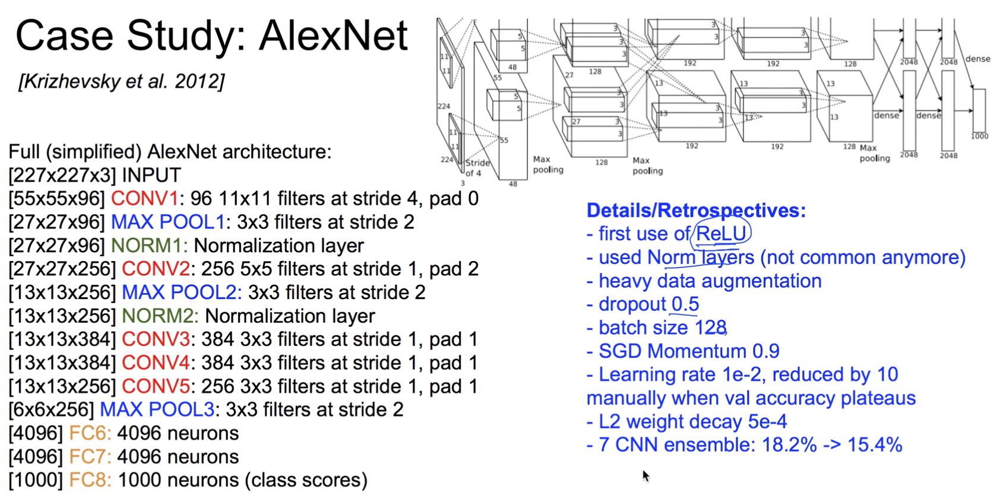 Case Study: AlexNet
[Krizhevsky et al. 2012]
Full (simplified) AlexNet architecture:
[227x227x3] INPUT
[55x55x96] CONV1: 96 11x11 filters at stride 4, pad 0
[27x27x96] MAX POOL1: 3x3 filters at stride 2
[27x27x96] NORM1: Normalization layer
[27x27x256] CONV2: 256 5x5 filters at stride 1, pad 2
[13x13x256] MAX POOL2: 3x3 filters at stride 2
[13x13x256] NORM2: Normalization layer
[13x13x384] CONV3: 384 3x3 filters at stride 1, pad 1
[13x13x384] CONV4: 384 3x3 filters at stride 1, pad 1
[13x13x256] CONV5: 256 3x3 filters at stride 1, pad 1
[6x6x256] MAX POOL3: 3x3 filters at stride 2
[4096] FC6: 4096 neurons
[4096] FC7: 4096 neurons
[1000] FC8: 1000 neurons (class scores)
5 3 3
11 5 3 3 3 3
11 48 3 192 192 128 2048 2048 dense
55 27 128
5 3 13 13 13
224 5 3 13 3 3 3 13 dense dense
11 27 3 3 13
11 55 3 192 192 128 Max
pooling 2048 2048 1000
224 Stride
of 4
Max
pooling
128
Max
pooling
3 48
Details/Retrospectives:
- first use of ReLU
- used Norm layers (not common anymore)
- heavy data augmentation
- dropout 0.5
- batch size 128
- SGD Momentum 0.9
- Learning rate 1e-2, reduced by 10
manually when val accuracy plateaus
- L2 weight decay 5e-4
- 7 CNN ensemble: 18.2% -> 15.4%